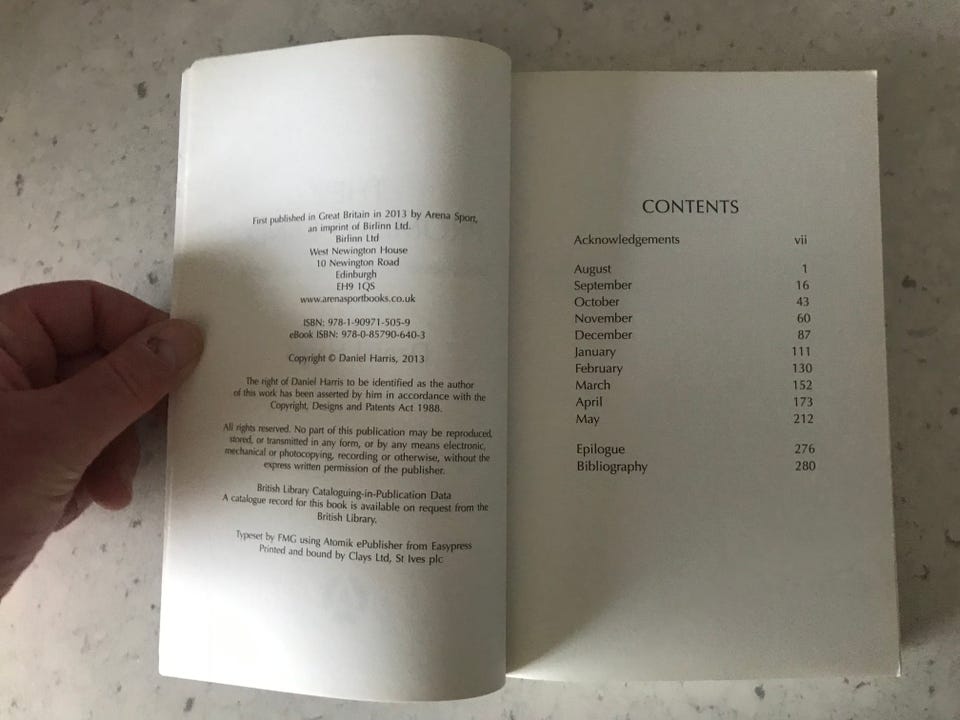 First published in Great Britain in 2013 by Arena Sport,
an imprint of Birlinn Ltd.
Birlinn Ltd
West Newington House
10 Newington Road
Edinburgh
EH9 1QS
www.arenasportbooks.co.uk
ISBN: 978-1-90971-505-9
eBook ISBN: 978-0-85790-640-3
Copyright © Daniel Harris, 2013
The right of Daniel Harris to be identified as the author
of this work has been asserted by him in accordance with the
Copyright, Designs and Patents Act 1988.
All rights reserved. No part of this publication may be reproduced,
stored, or transmitted in any form, or by any means electronic,
mechanical or photocopying, recording or otherwise, without the
express written permission of the publisher.
British Library Cataloguing-in-Publication Data
A catalogue record for this book is available on request from the
British Library.
Typeset by FMG using Atomik ePublisher from Easypress
Printed and bound by Clays Ltd, St Ives plc
CONTENTS
Acknowledgements vii
August 1
September 16
October 43
November 60
December 87
January 111
February 130
March 152
April 173
May 212
Epilogue 276
Bibliography 280